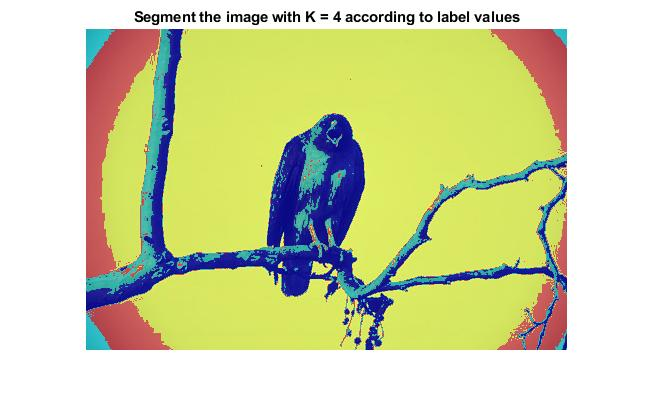 Segment the image with K = 4 according to label values